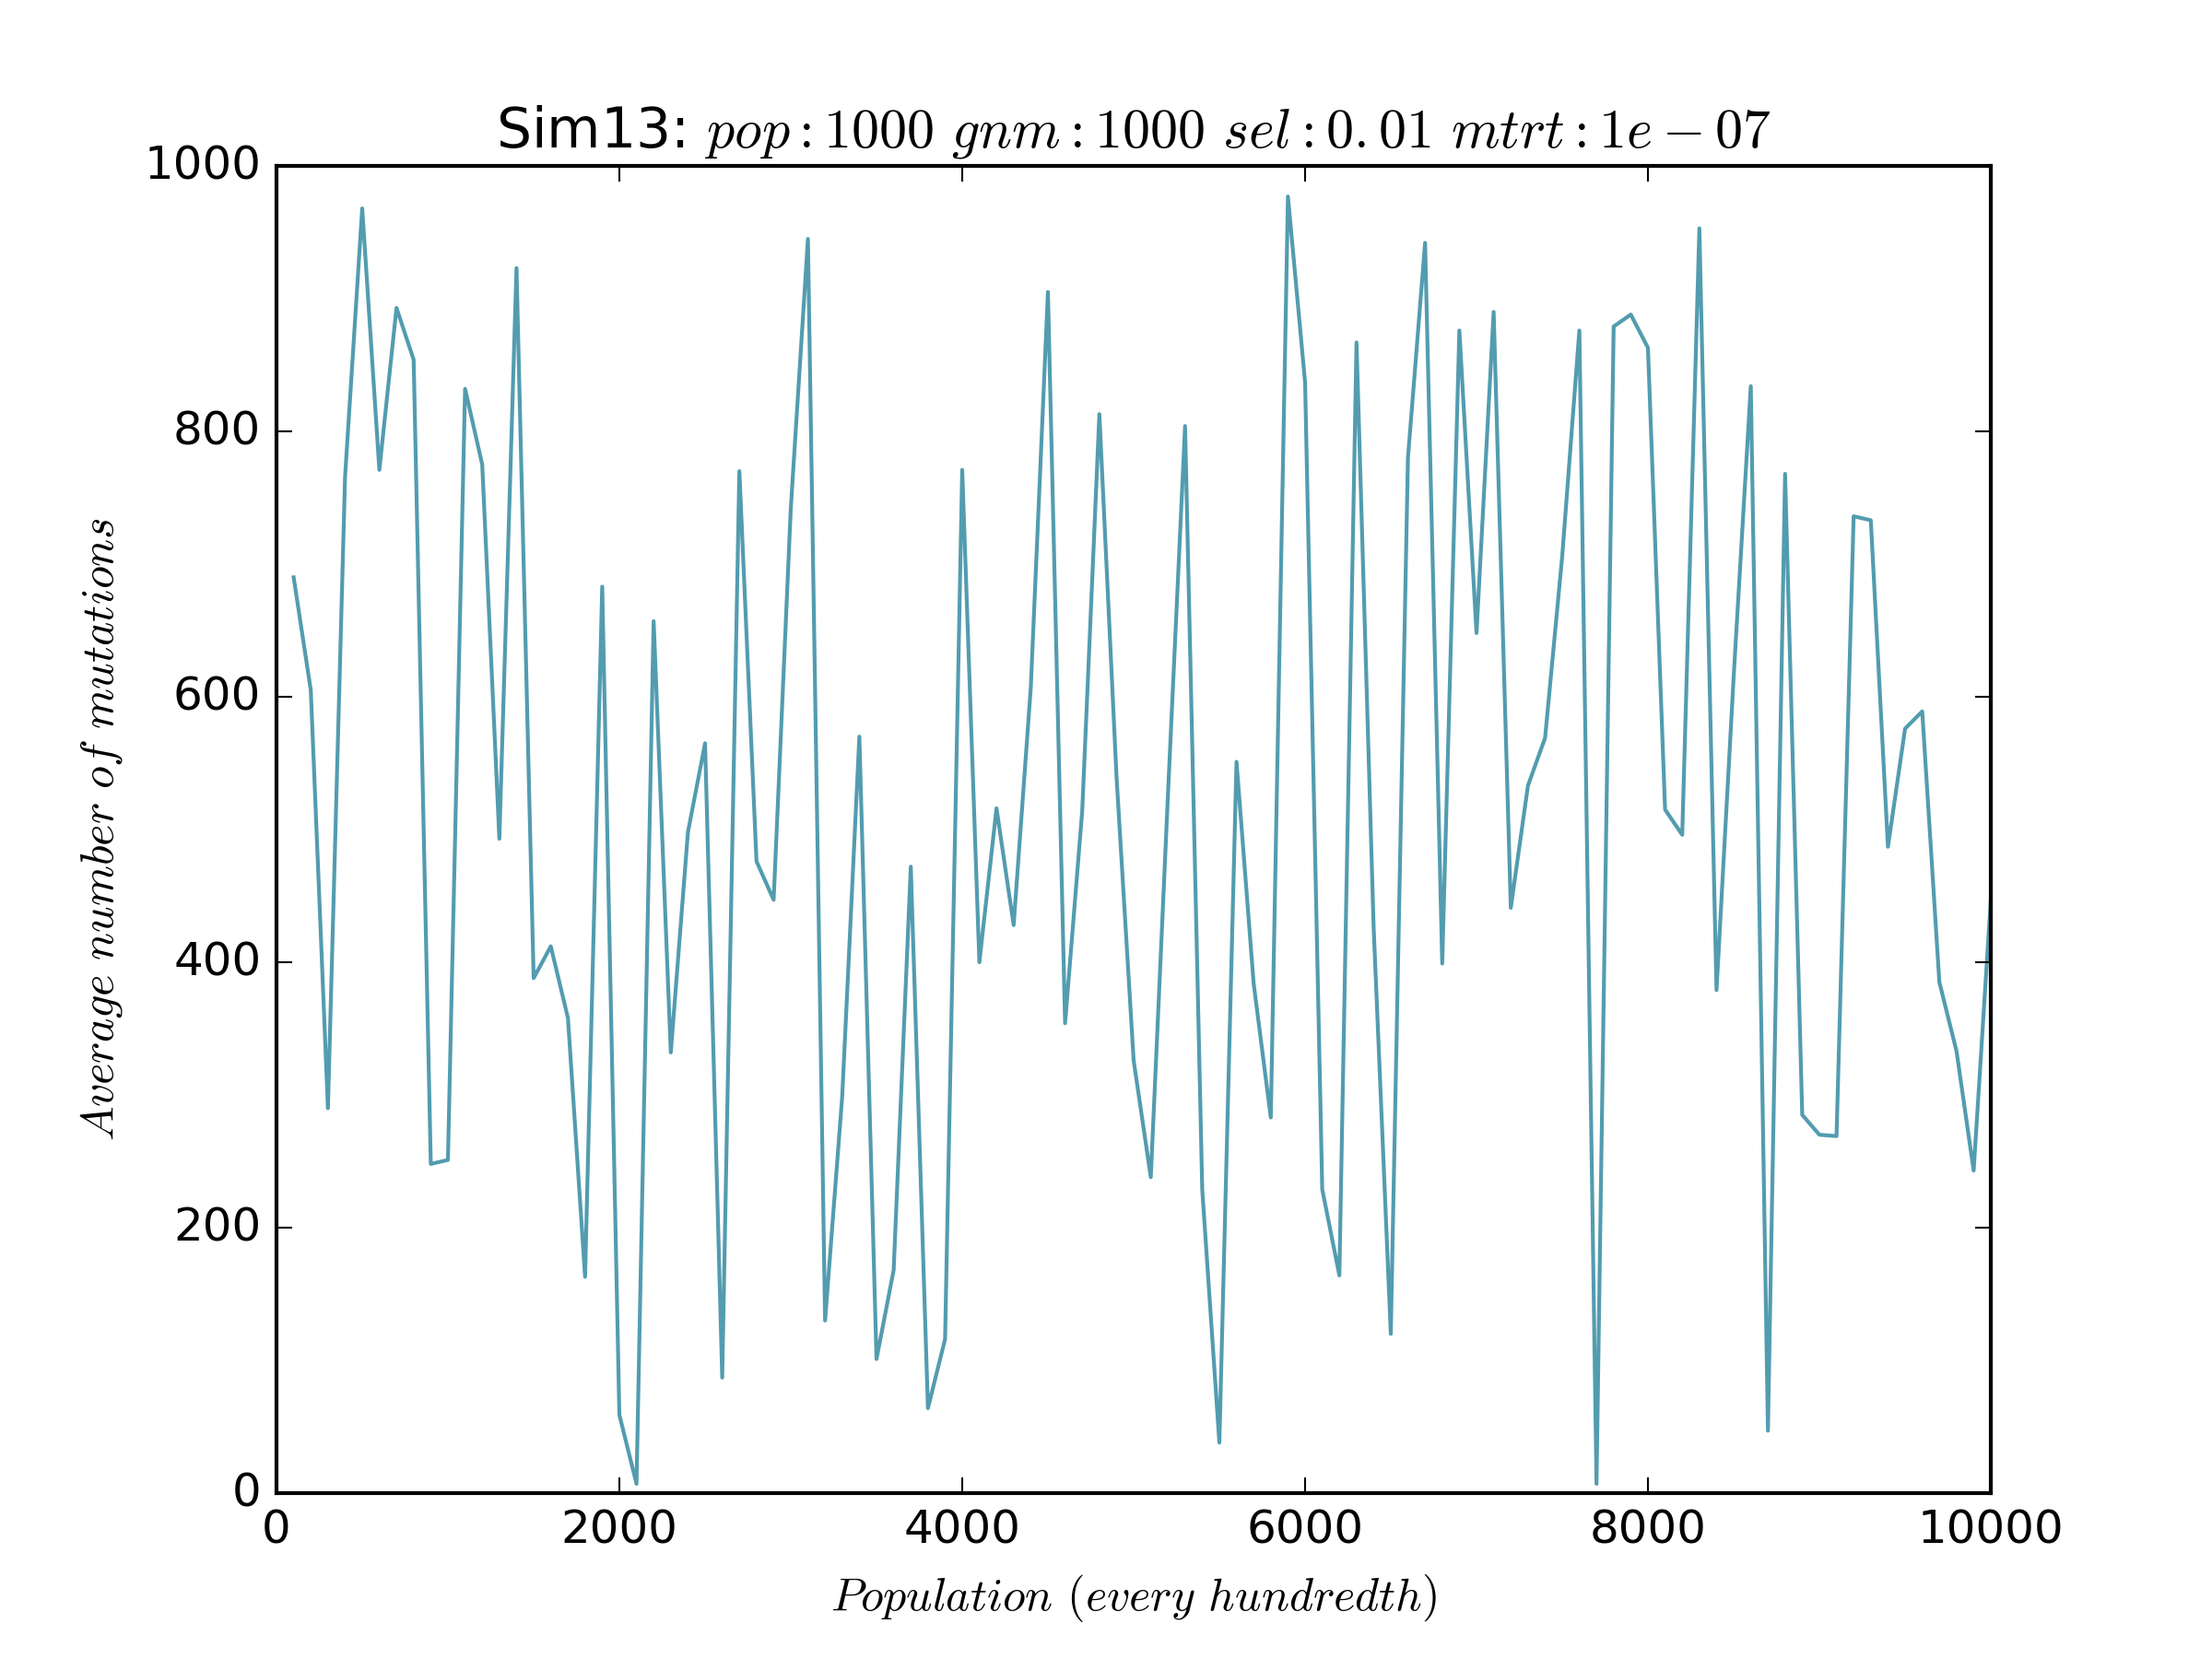 Sim13: pop : 1000 gnm : 1000 sel : 0.01 mtrt : 1e−07
1000
800
600
400
200
0
Average number of mutations
0 2000 4000 6000 8000 10000
Population (every hundredth)